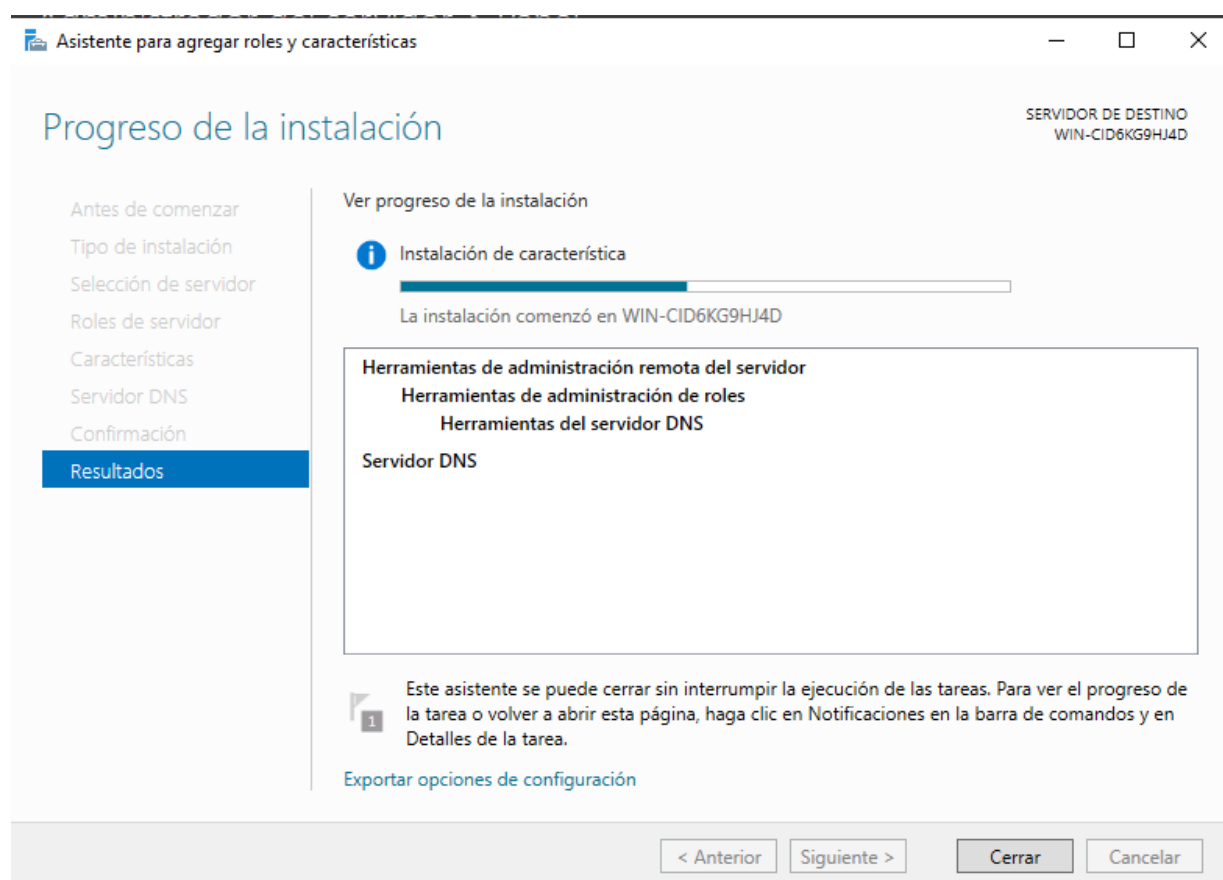 Asistente para agregar roles y características
Progreso de la instalación
SERVIDOR DE DESTINO
WIN-CID6KG9HJ4D
Antes de comenzar
Tipo de instalación
Selección de servidor
Roles de servidor
Características
Servidor DNS
Confirmación
Resultados
Ver progreso de la instalación
Instalación de característica
La instalación comenzó en WIN-CID6KG9HJ4D
Herramientas de administración remota del servidor
Herramientas de administración de roles
Herramientas del servidor DNS
Servidor DNS
1
Este asistente se puede cerrar sin interrumpir la ejecución de las tareas. Para ver el progreso de
la tarea o volver a abrir esta página, haga clic en Notificaciones en la barra de comandos y en
Detalles de la tarea.
Exportar opciones de configuración
< Anterior
Siguiente >
Cerrar
Cancelar